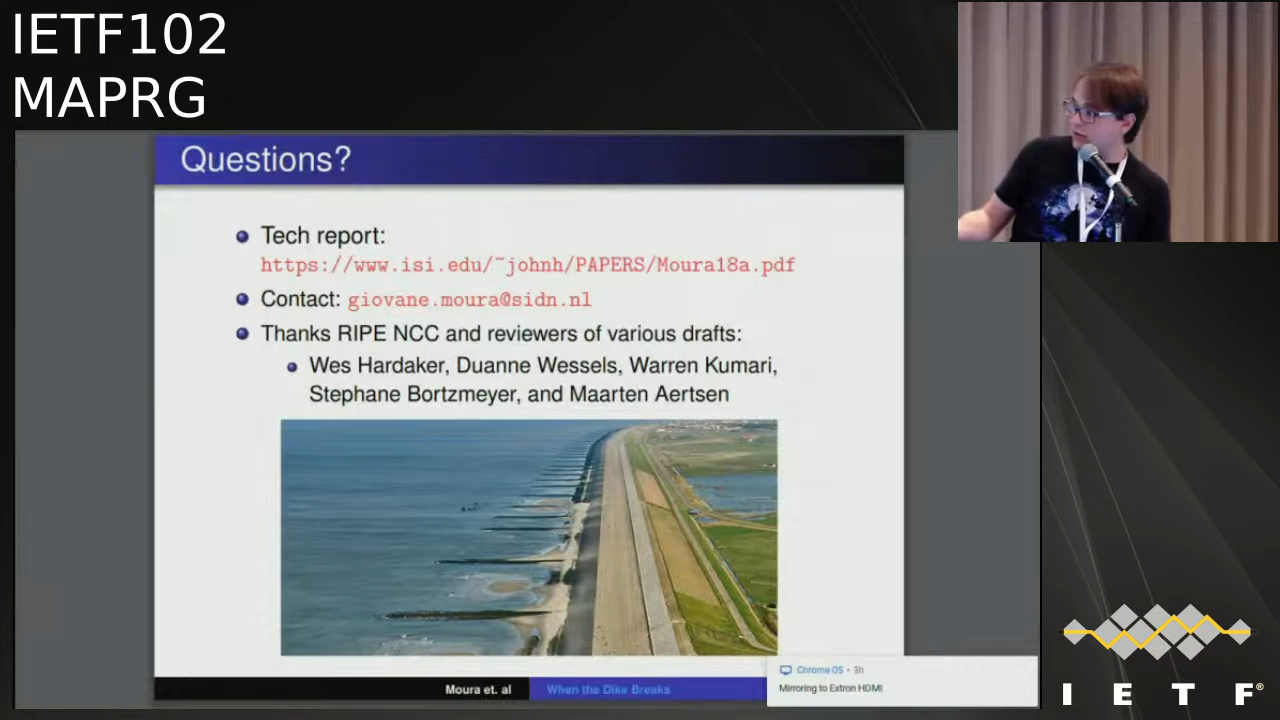 IETF102
MAPRG
Questions?
Tech report:
https://www.isi.edu/~johnh/PAPERS/Moura18a.pdf
Contact: giovane.moura@sidn.nl
Thanks RIPE NCC and reviewers of various drafts:
Wes Hardaker, Duanne Wessels, Warren Kumari,
Stephane Bortzmeyer, and Maarten Aertsen
Moura et. al
When the Dike Breaks
Chrome OS • 3h
Mirroring to Extron HDMI
I E T F®